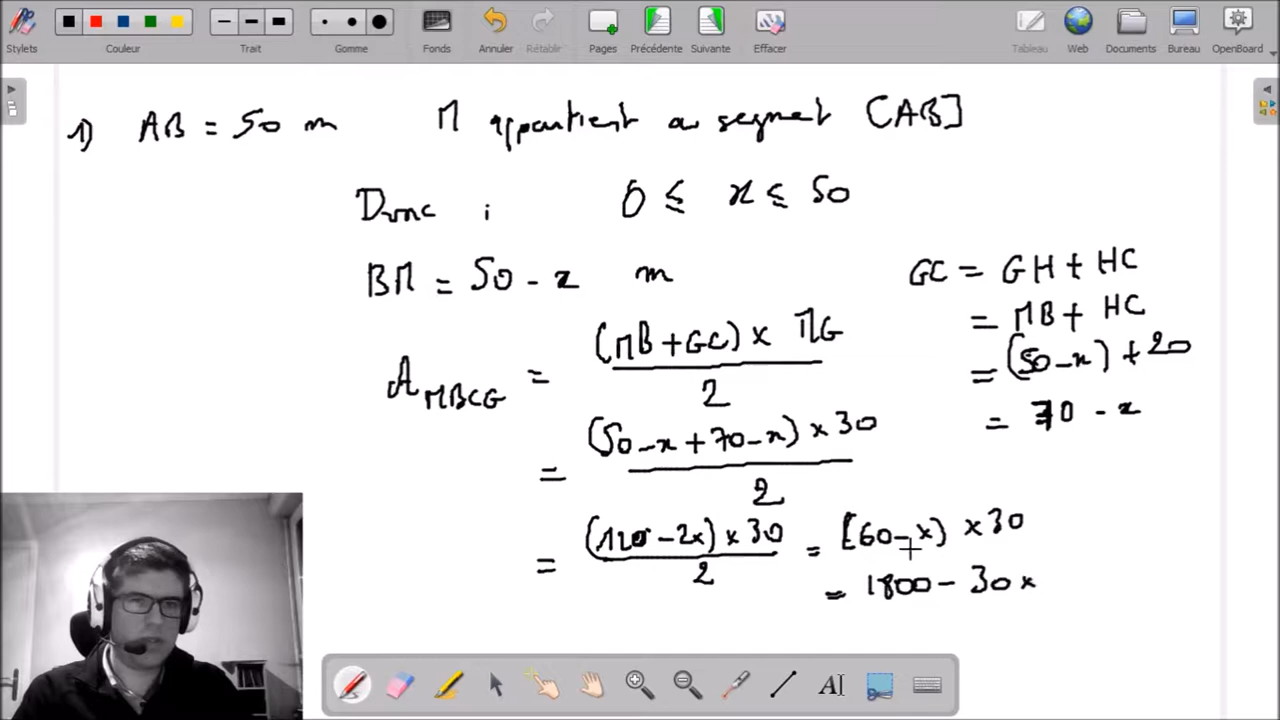 Stylets Couleur Trait Gomme Fonds Annuler Rétablir Pages Précédente Suivante Effacer Tableau Web Documents Bureau OpenBoard
1) AB = 50 m M appartient au segment [AB]
Donc : 0 ≤ x ≤ 50
BM = 50 - x m
GC = GH + HC
= MB + HC
= (50 - x) + 20
= 70 - x
A MBCG = (MB + GC) × MG / 2
= (50 - x + 70 - x) × 30 / 2
= (120 - 2x) × 30 / 2 = (60 - x) × 30
= 1800 - 30x
AI